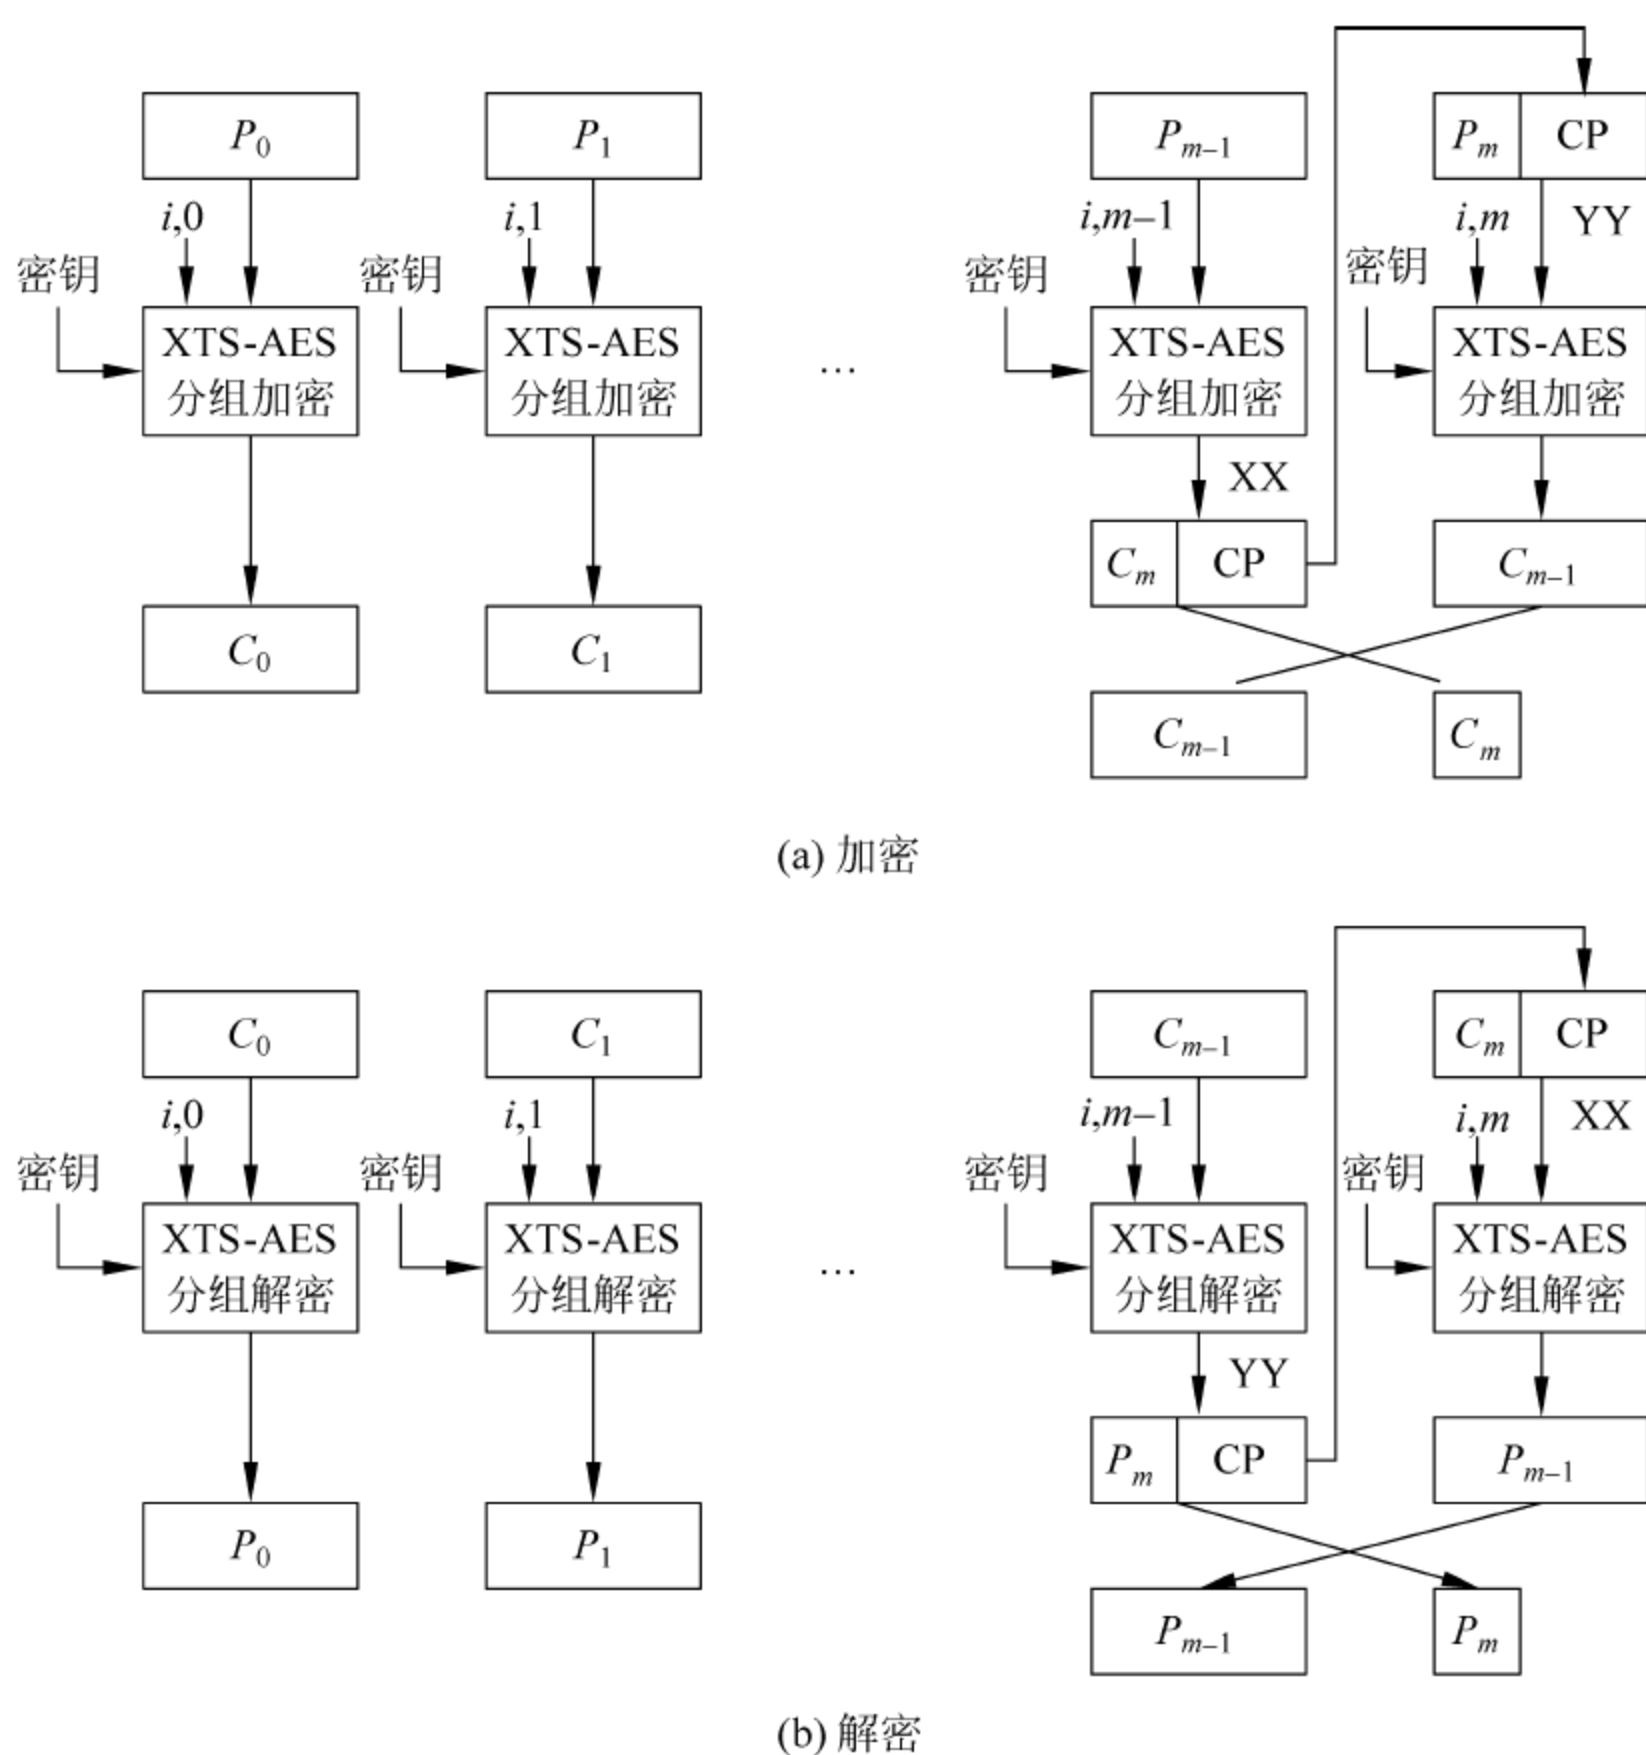 P₀ P₁ Pₘ₋₁ Pₘ CP
i,0 i,1 i,m−1 i,m YY
密钥 密钥 密钥 密钥
XTS-AES XTS-AES XTS-AES XTS-AES
分组加密 分组加密 … 分组加密 分组加密
XX
Cₘ CP Cₘ₋₁
C₀ C₁
Cₘ₋₁ Cₘ
(a) 加密
C₀ C₁ Cₘ₋₁ Cₘ CP
i,0 i,1 i,m−1 i,m XX
密钥 密钥 密钥 密钥
XTS-AES XTS-AES XTS-AES XTS-AES
分组解密 分组解密 … 分组解密 分组解密
YY
Pₘ CP Pₘ₋₁
P₀ P₁
Pₘ₋₁ Pₘ
(b) 解密